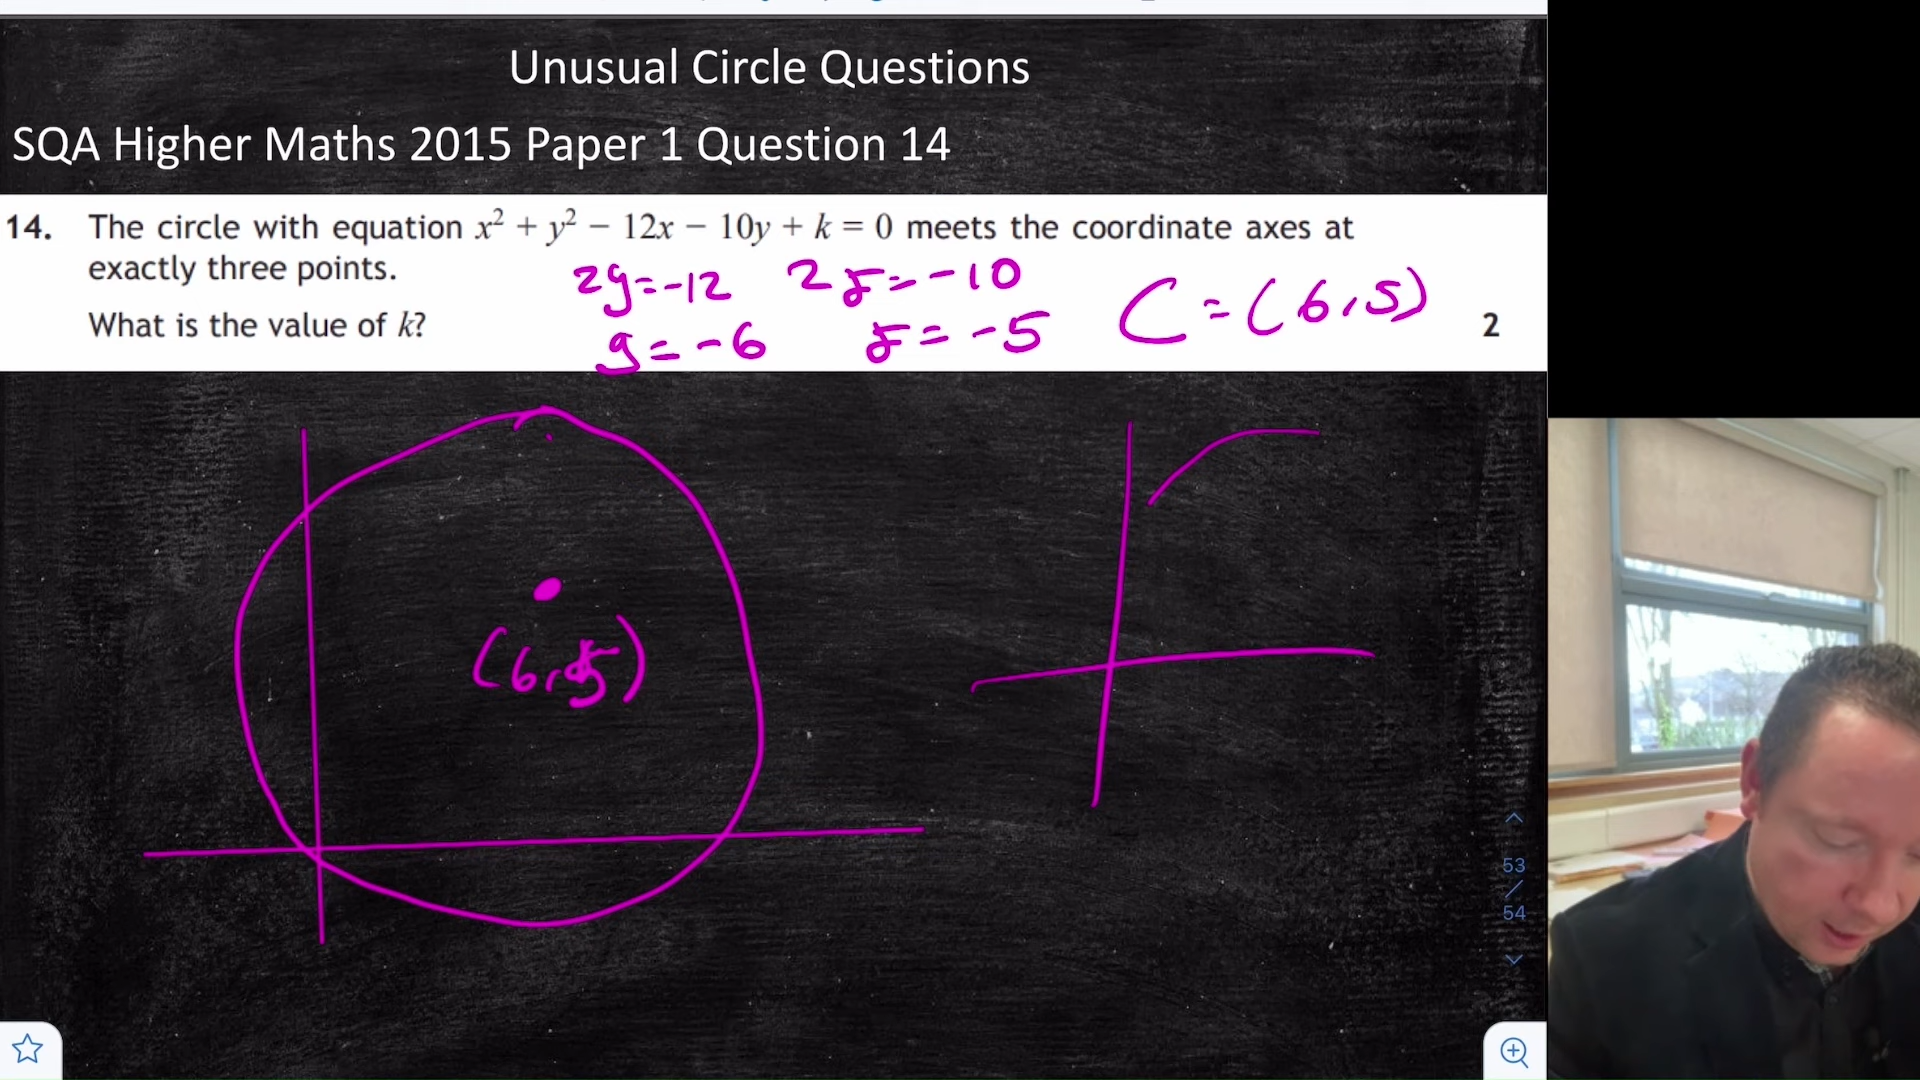 Unusual Circle Questions
SQA Higher Maths 2015 Paper 1 Question 14
14. The circle with equation x² + y² − 12x − 10y + k = 0 meets the coordinate axes at
exactly three points.
What is the value of k?
2
2g=-12 2f=-10
g=-6 f=-5
C=(6,5)
(6,5)
53
/
54